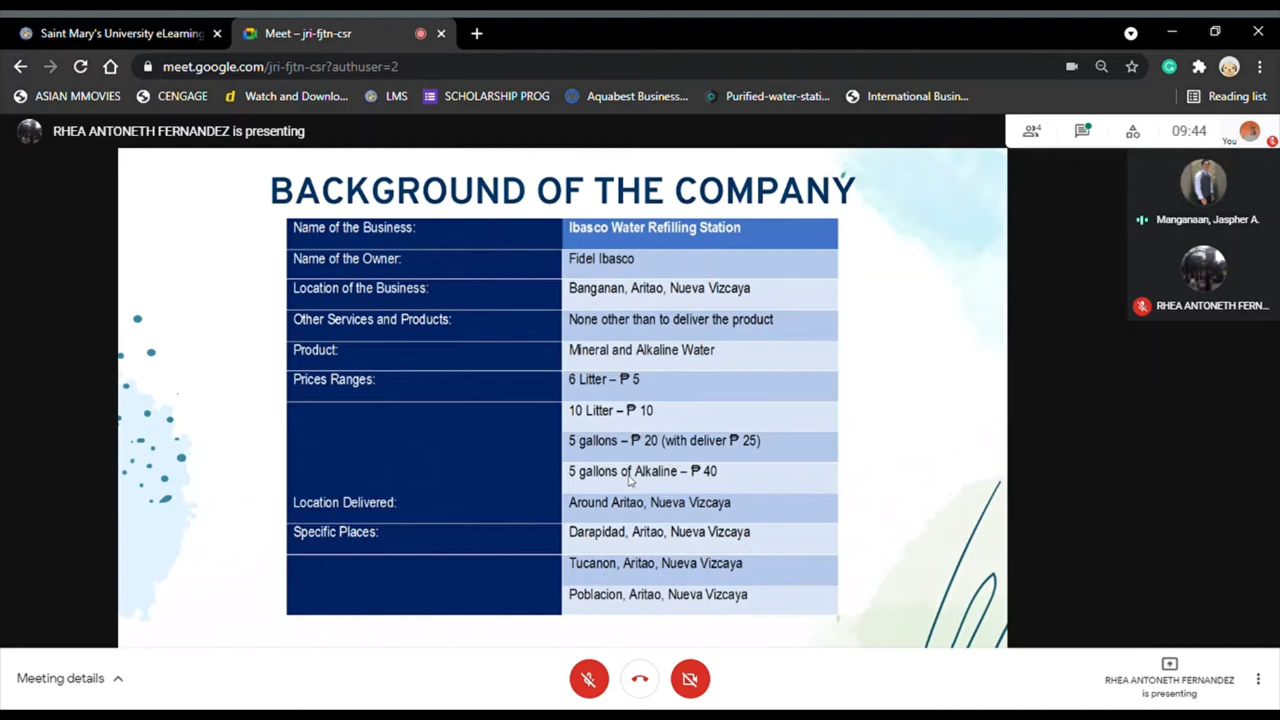 Saint Mary's University eLearning
Meet – jri-fjtn-csr
meet.google.com/jri-fjtn-csr?authuser=2
ASIAN MMOVIES
CENGAGE
Watch and Downlo...
LMS
SCHOLARSHIP PROG
Aquabest Business...
Purified-water-stati...
International Busin...
Reading list
RHEA ANTONETH FERNANDEZ is presenting
4
09:44
You
BACKGROUND OF THE COMPANY
Name of the Business: Ibasco Water Refilling Station
Name of the Owner: Fidel Ibasco
Location of the Business: Banganan, Aritao, Nueva Vizcaya
Other Services and Products: None other than to deliver the product
Product: Mineral and Alkaline Water
Prices Ranges: 6 Litter – ₱ 5
10 Litter – ₱ 10
5 gallons – ₱ 20 (with deliver ₱ 25)
5 gallons of Alkaline – ₱ 40
Location Delivered: Around Aritao, Nueva Vizcaya
Specific Places: Darapidad, Aritao, Nueva Vizcaya
Tucanon, Aritao, Nueva Vizcaya
Poblacion, Aritao, Nueva Vizcaya
Manganaan, Jaspher A.
RHEA ANTONETH FERN...
Meeting details
RHEA ANTONETH FERNANDEZ
is presenting